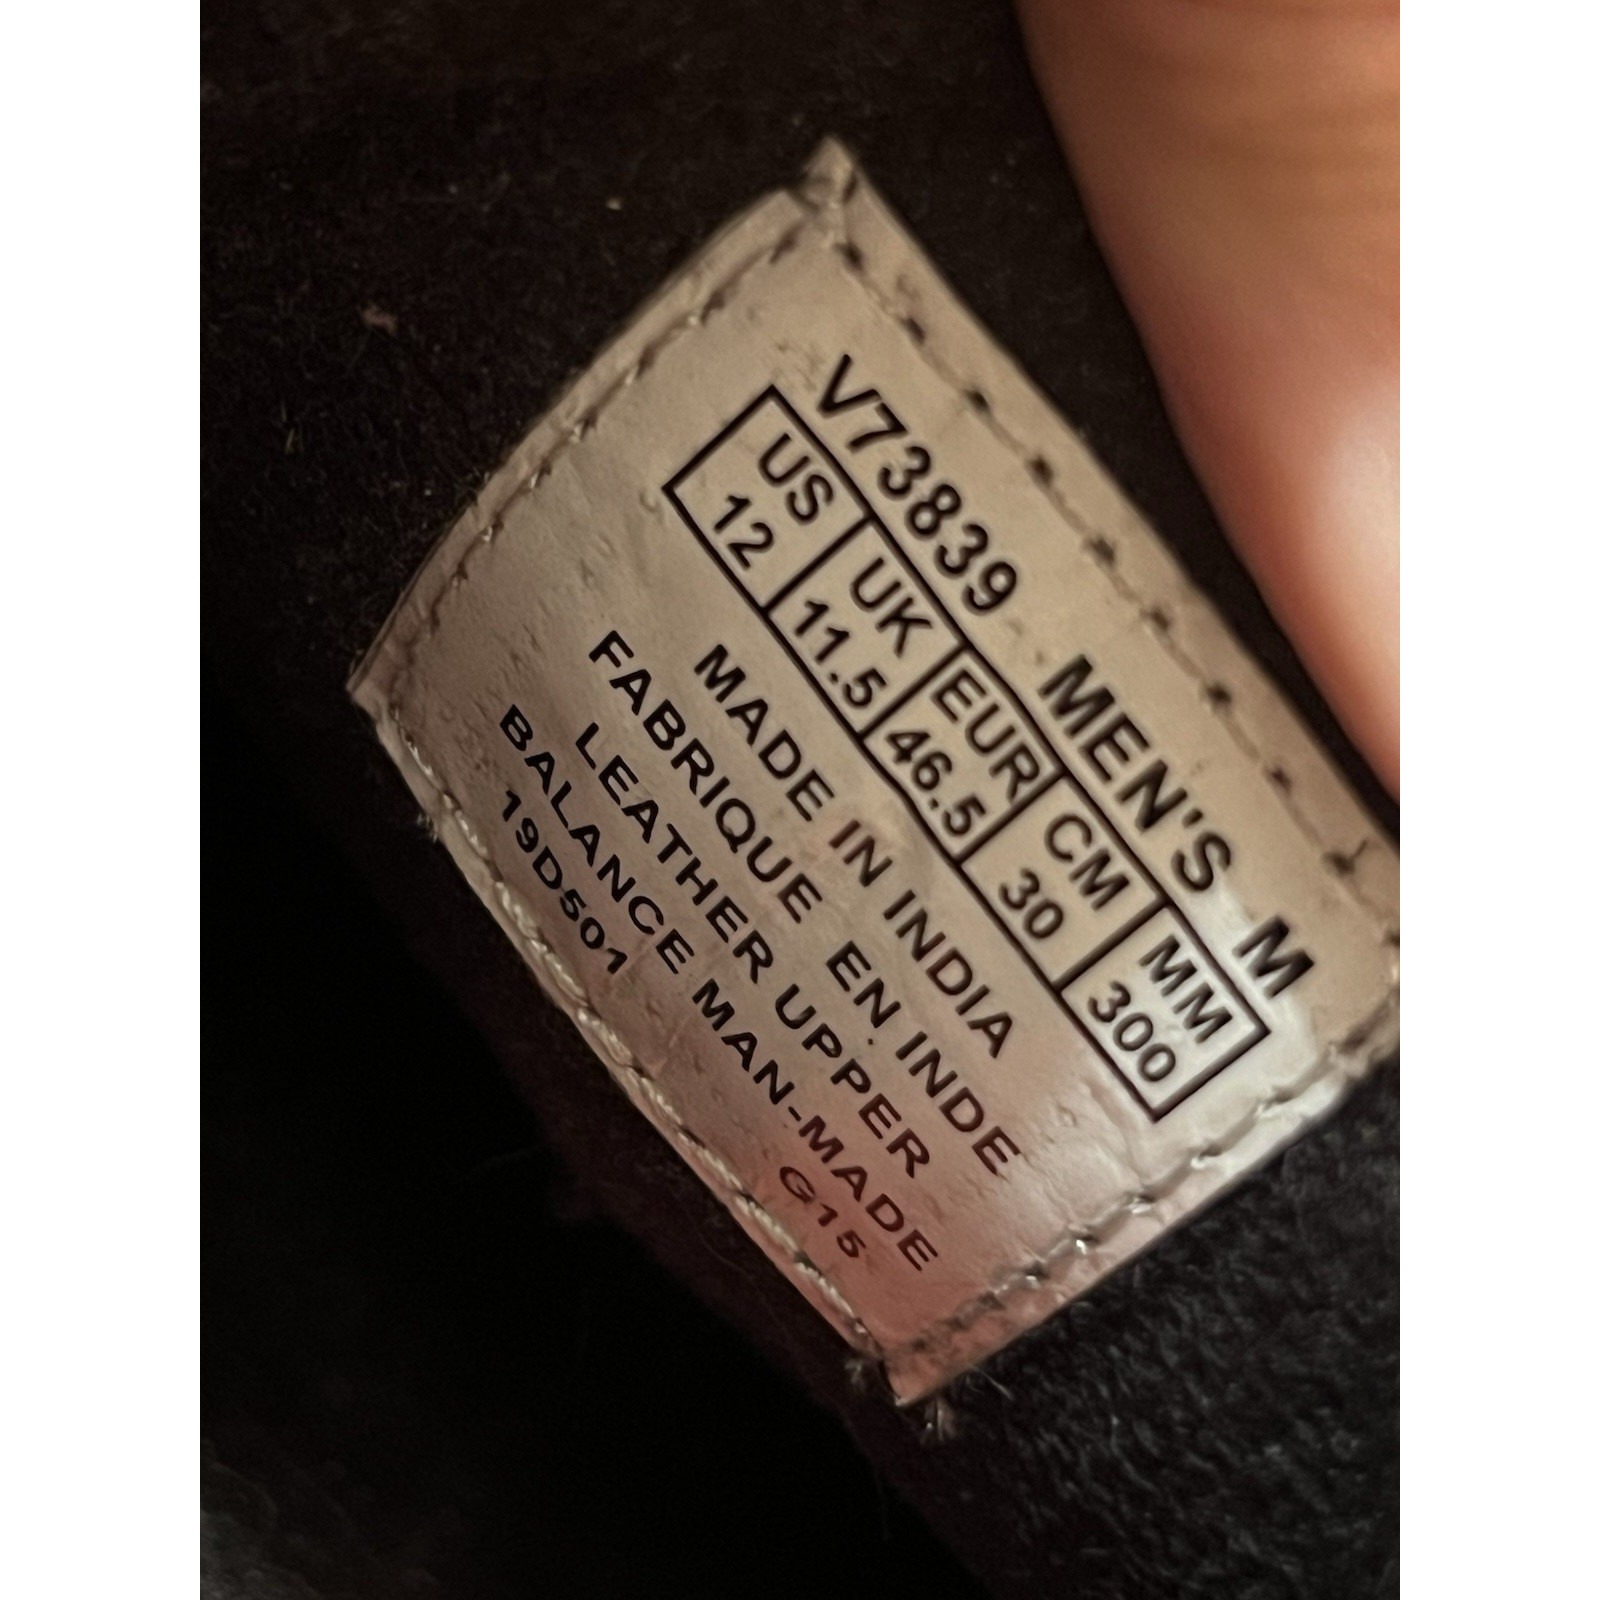 V73839 MEN'S M
US UK EUR CM MM
12 11.5 46.5 30 300
MADE IN INDIA
FABRIQUE EN. INDE
LEATHER UPPER
BALANCE MAN-MADE
19D501 G15